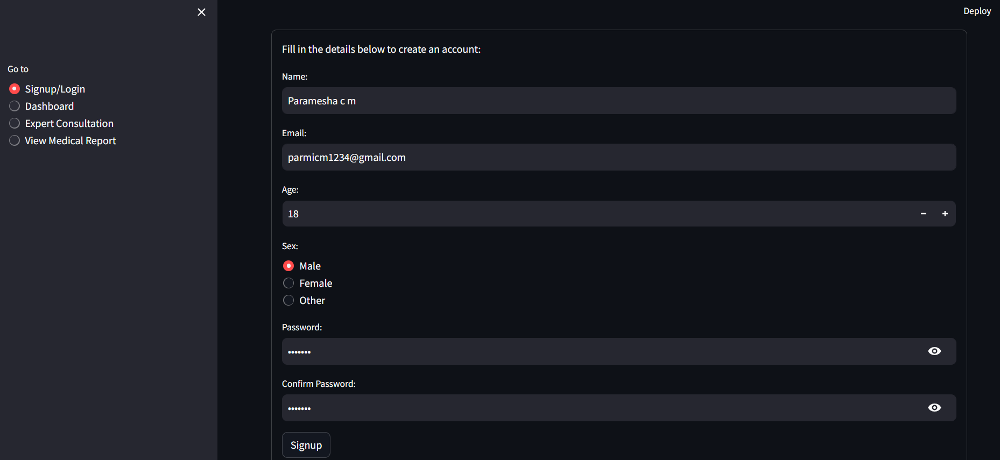 Deploy
Go to
Signup/Login
Dashboard
Expert Consultation
View Medical Report
Fill in the details below to create an account:
Name:
Paramesha c m
Email:
parmicm1234@gmail.com
Age:
18
Sex:
Male
Female
Other
Password:
•••••••
Confirm Password:
•••••••
Signup